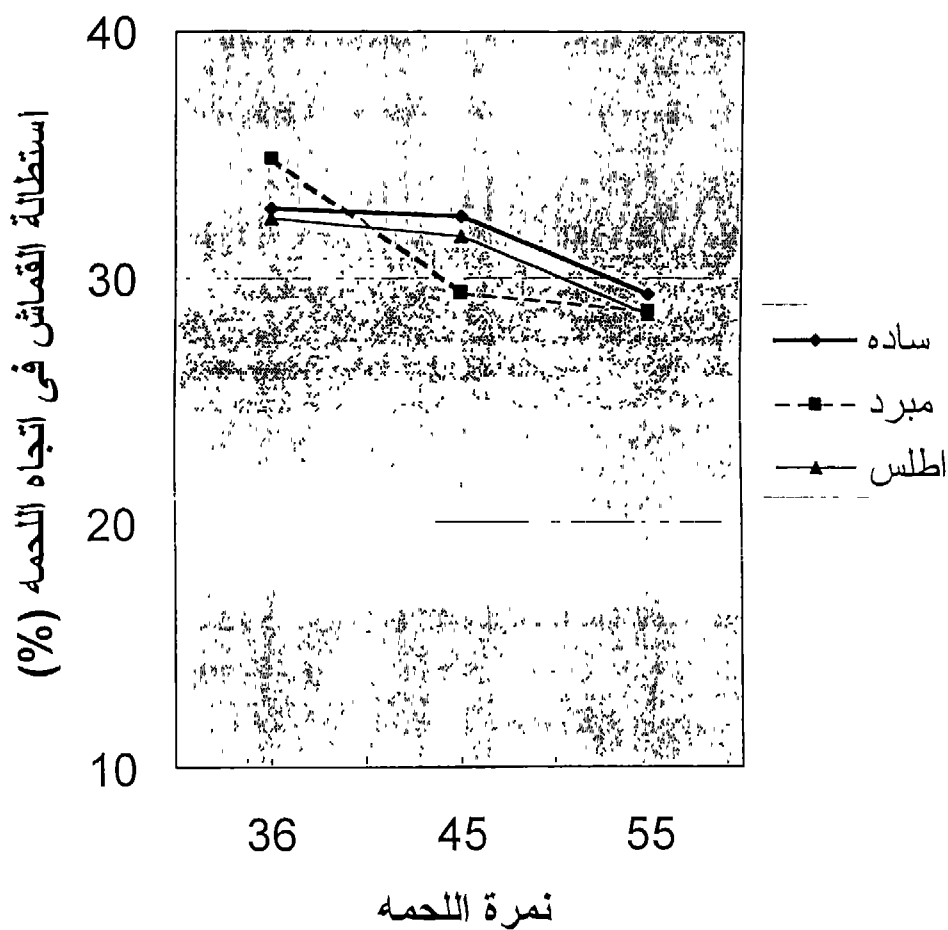 استطالة القماش فى اتجاه اللحمه (%)
40
30
20
10
36 45 55
نمرة اللحمه
ساده
مبرد
اطلس